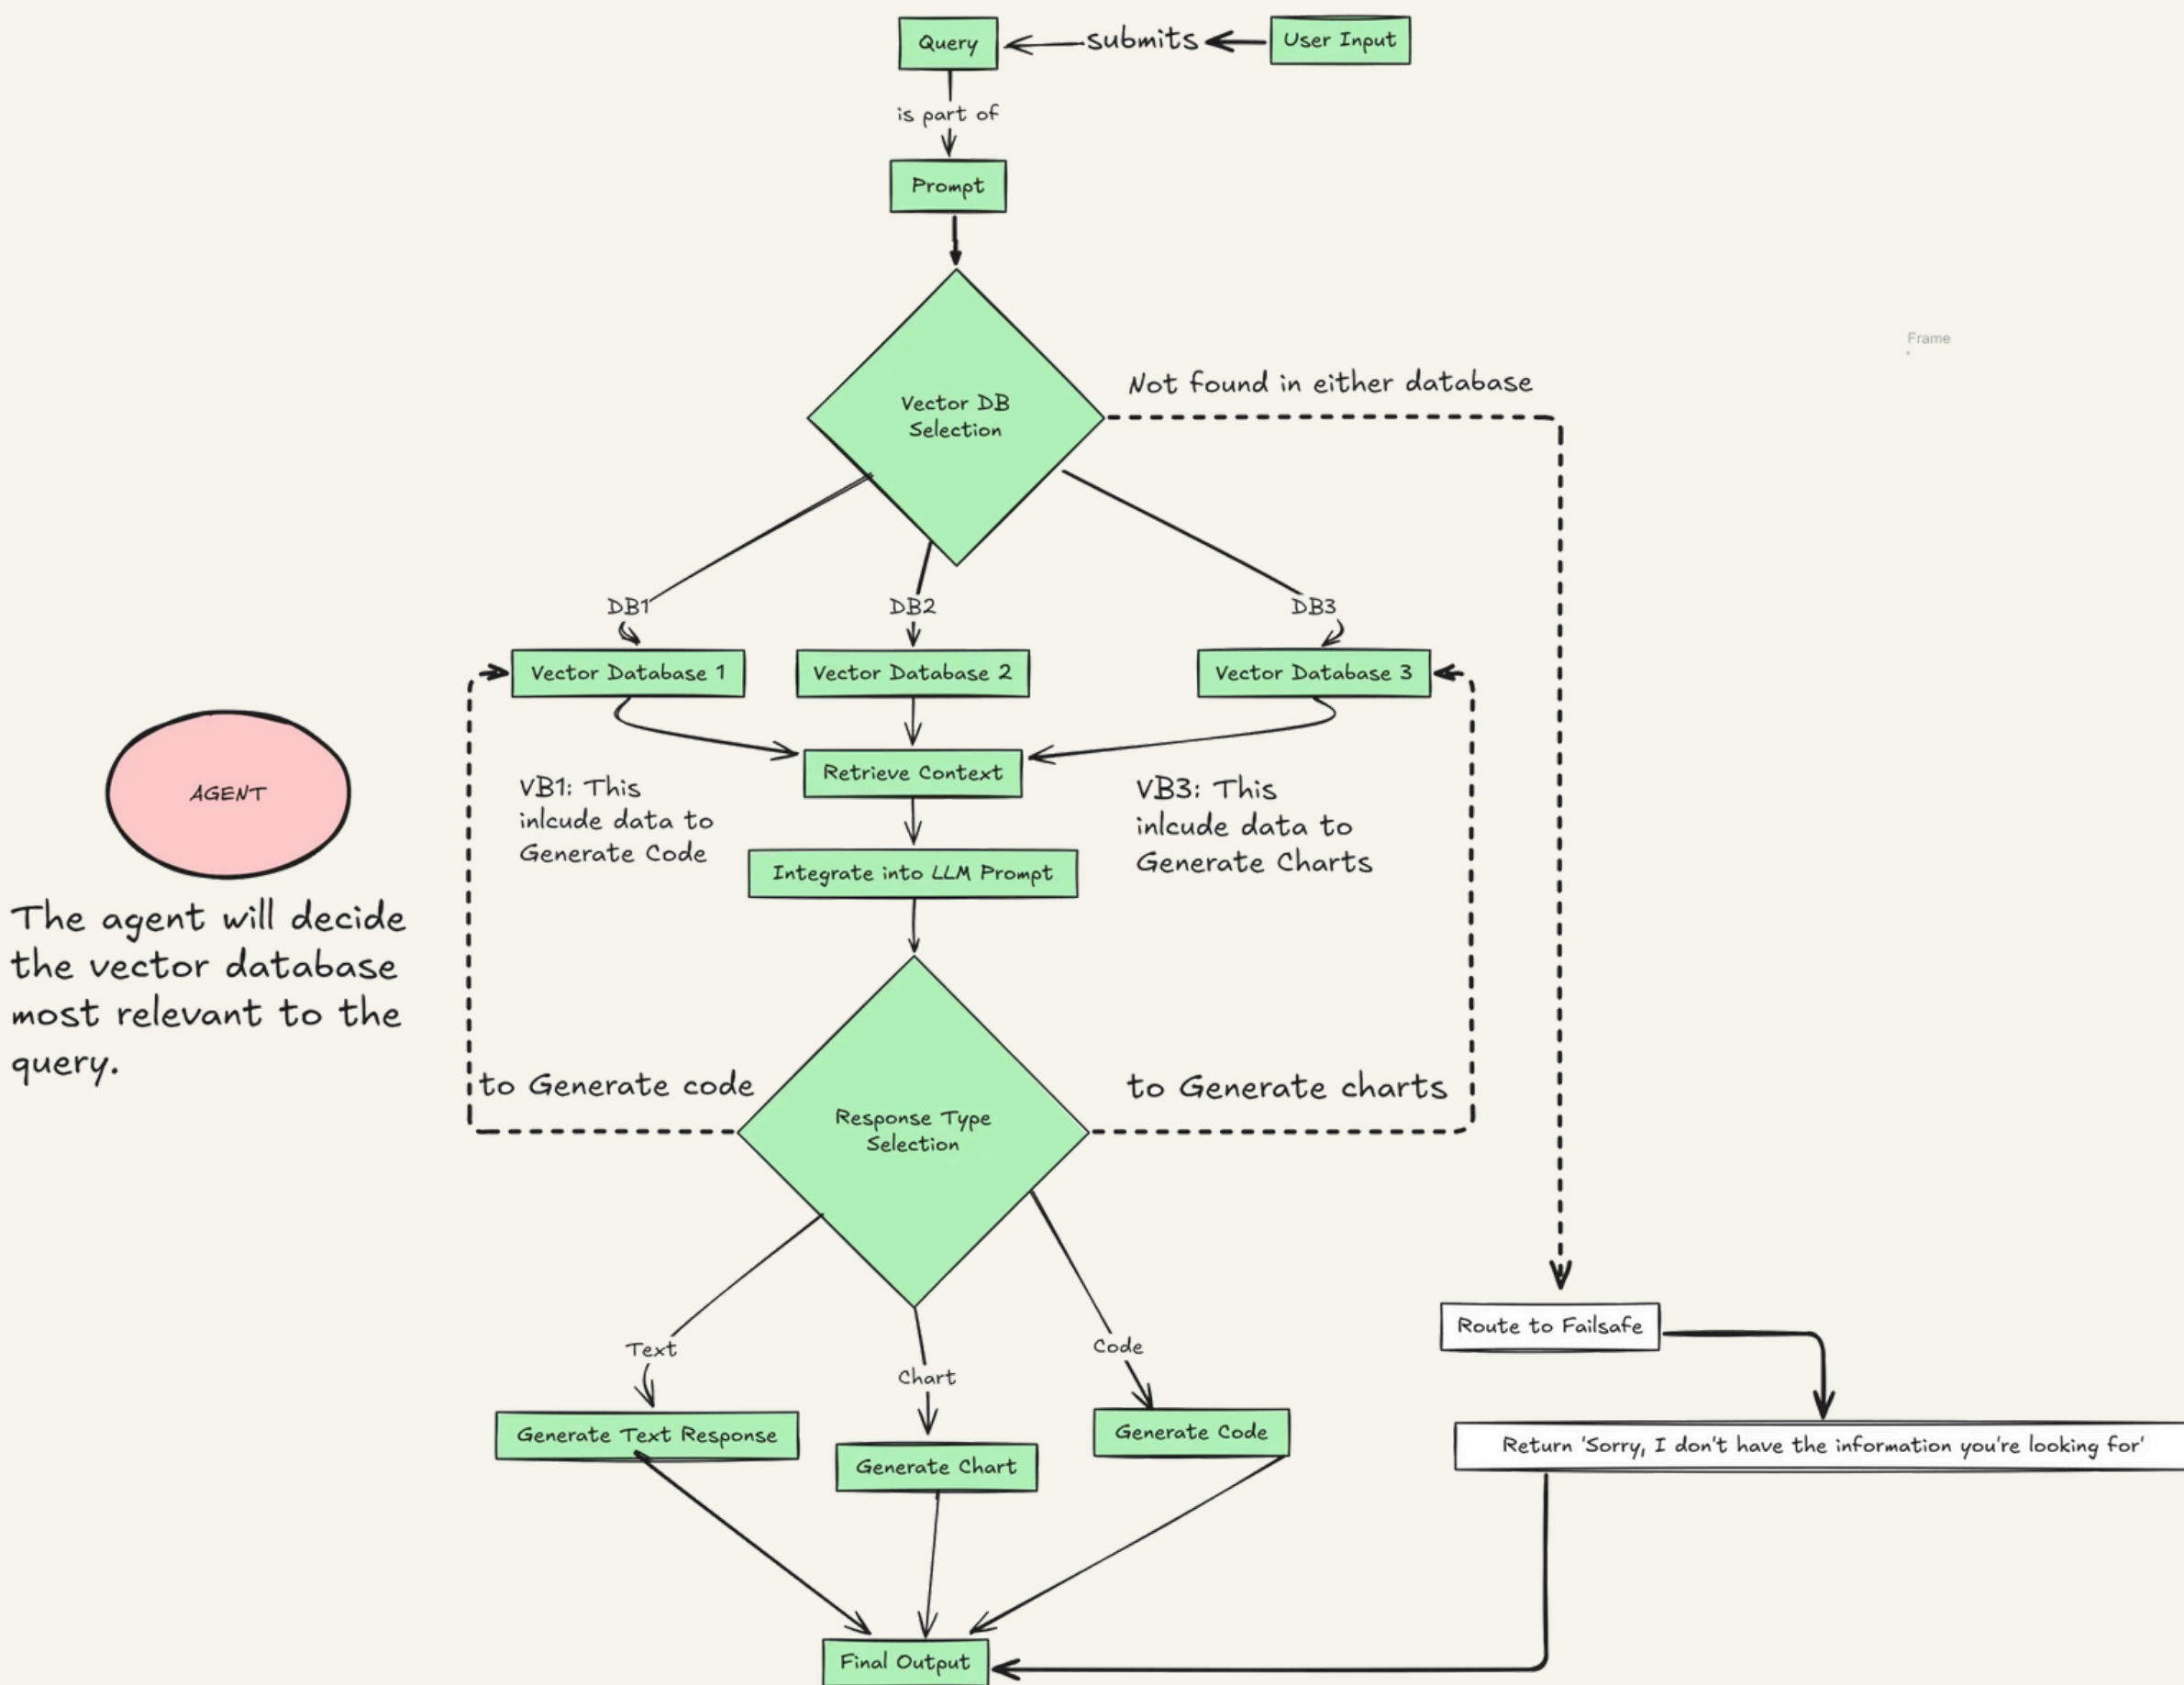 Query
submits
User Input
is part of
Prompt
Frame
Not found in either database
Vector DB
Selection
DB1
DB2
DB3
Vector Database 1
Vector Database 2
Vector Database 3
AGENT
The agent will decide
the vector database
most relevant to the
query.
Retrieve Context
VB1: This
inlcude data to
Generate Code
VB3: This
inlcude data to
Generate Charts
Integrate into LLM Prompt
to Generate code
to Generate charts
Response Type
Selection
Text
Chart
Code
Generate Text Response
Generate Chart
Generate Code
Route to Failsafe
Return 'Sorry, I don't have the information you're looking for'
Final Output